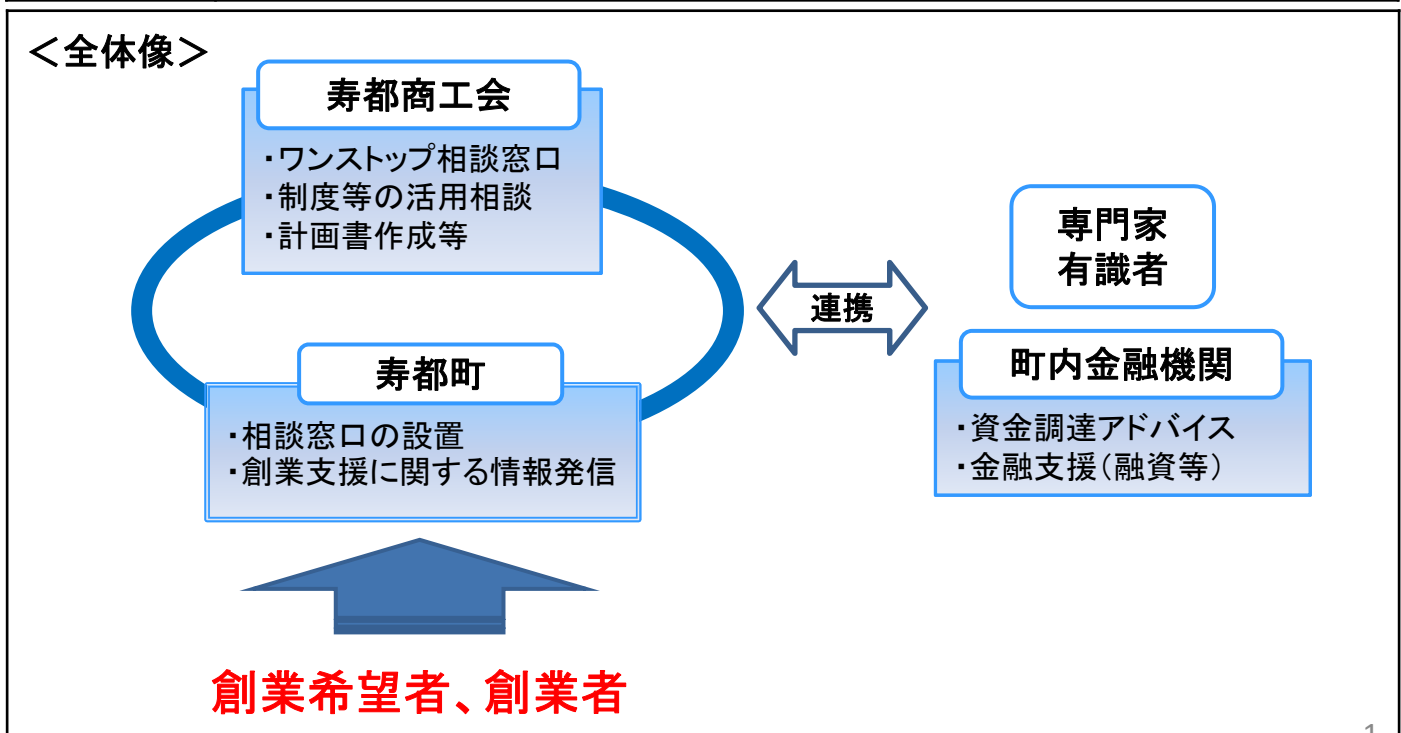 ＜全体像＞
寿都商工会
・ワンストップ相談窓口
・制度等の活用相談
・計画書作成等
寿都町
・相談窓口の設置
・創業支援に関する情報発信
連携
専門家
有識者
町内金融機関
・資金調達アドバイス
・金融支援（融資等）
創業希望者、創業者
1